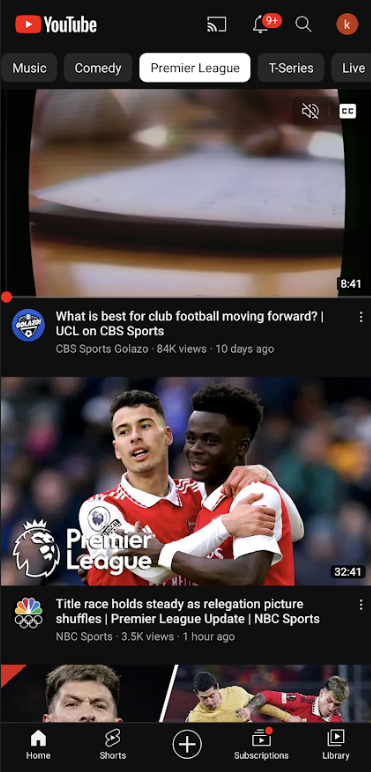 YouTube
9+
k
Music
Comedy
Premier League
T-Series
Live
CC
8:41
GOLAZO!
What is best for club football moving forward? |
UCL on CBS Sports
CBS Sports Golazo · 84K views · 10 days ago
Premier
League
32:41
Title race holds steady as relegation picture
shuffles | Premier League Update | NBC Sports
NBC Sports · 3.5K views · 1 hour ago
Home
Shorts
Subscriptions
Library